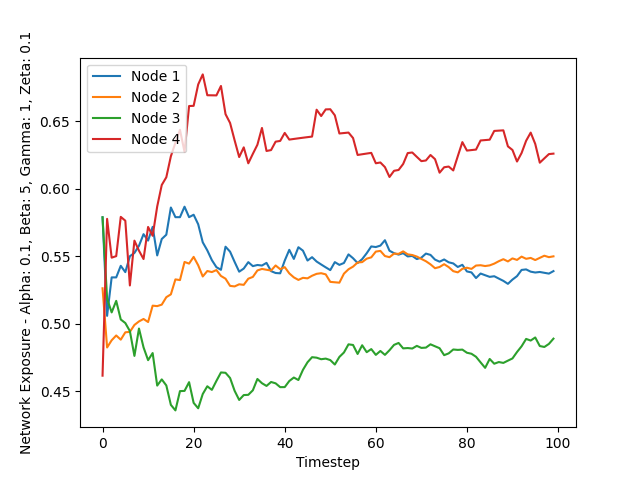 Network Exposure - Alpha: 0.1, Beta: 5, Gamma: 1, Zeta: 0.1
Node 1
Node 2
Node 3
Node 4
0.65
0.60
0.55
0.50
0.45
0 20 40 60 80 100
Timestep